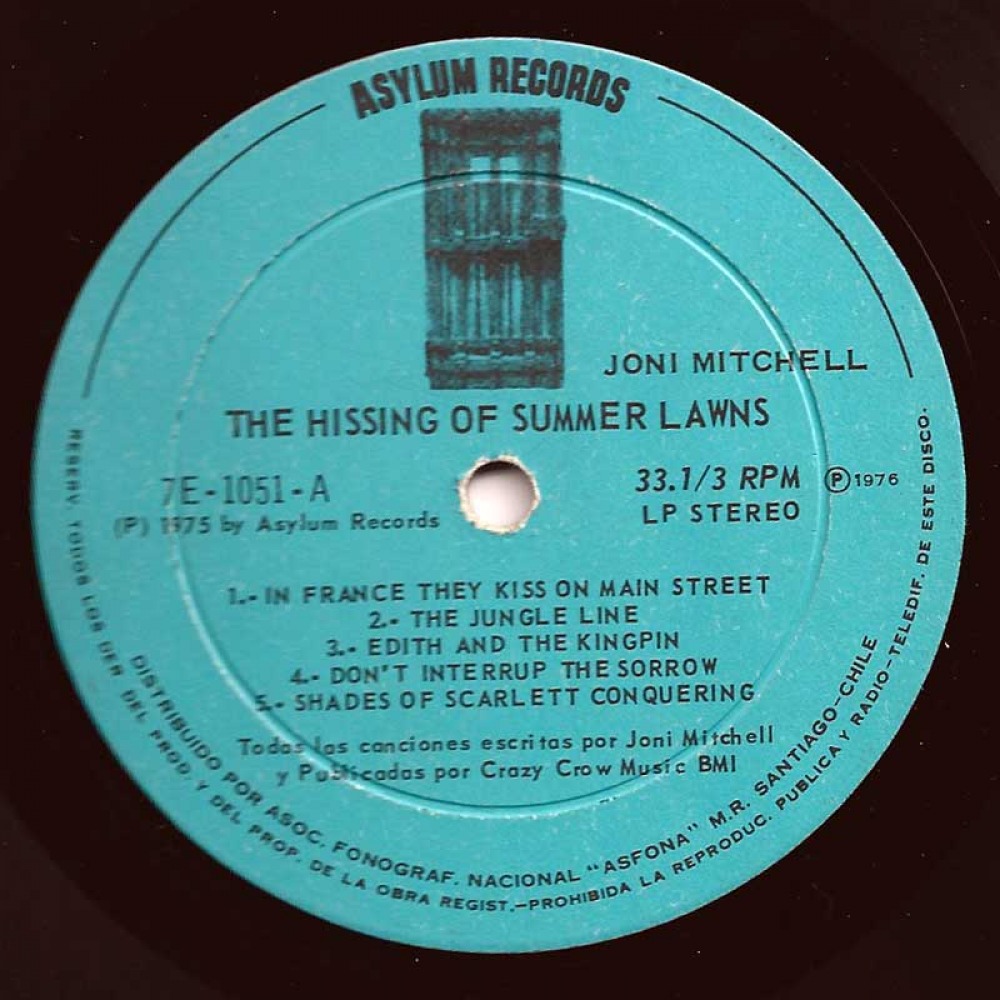 ASYLUM RECORDS
JONI MITCHELL
THE HISSING OF SUMMER LAWNS
7E-1051-A
(P) 1975 by Asylum Records
33.1/3 RPM
LP STEREO
Ⓟ1976
1.- IN FRANCE THEY KISS ON MAIN STREET
2.- THE JUNGLE LINE
3.- EDITH AND THE KINGPIN
4.- DON'T INTERRUP THE SORROW
5.- SHADES OF SCARLETT CONQUERING
Todas las canciones escritas por Joni Mitchell
y Publicadas por Crazy Crow Music BMI
DISTRIBUIDO POR ASOC. FONOGRAF. NACIONAL "ASFONA" M.R. SANTIAGO-CHILE
RESERV. TODOS LOS DER DEL PROD. Y DEL PROP. DE LA OBRA REGIST.-PROHIBIDA LA REPRODUC. PUBLICA Y RADIO-TELEDIF. DE ESTE DISCO.